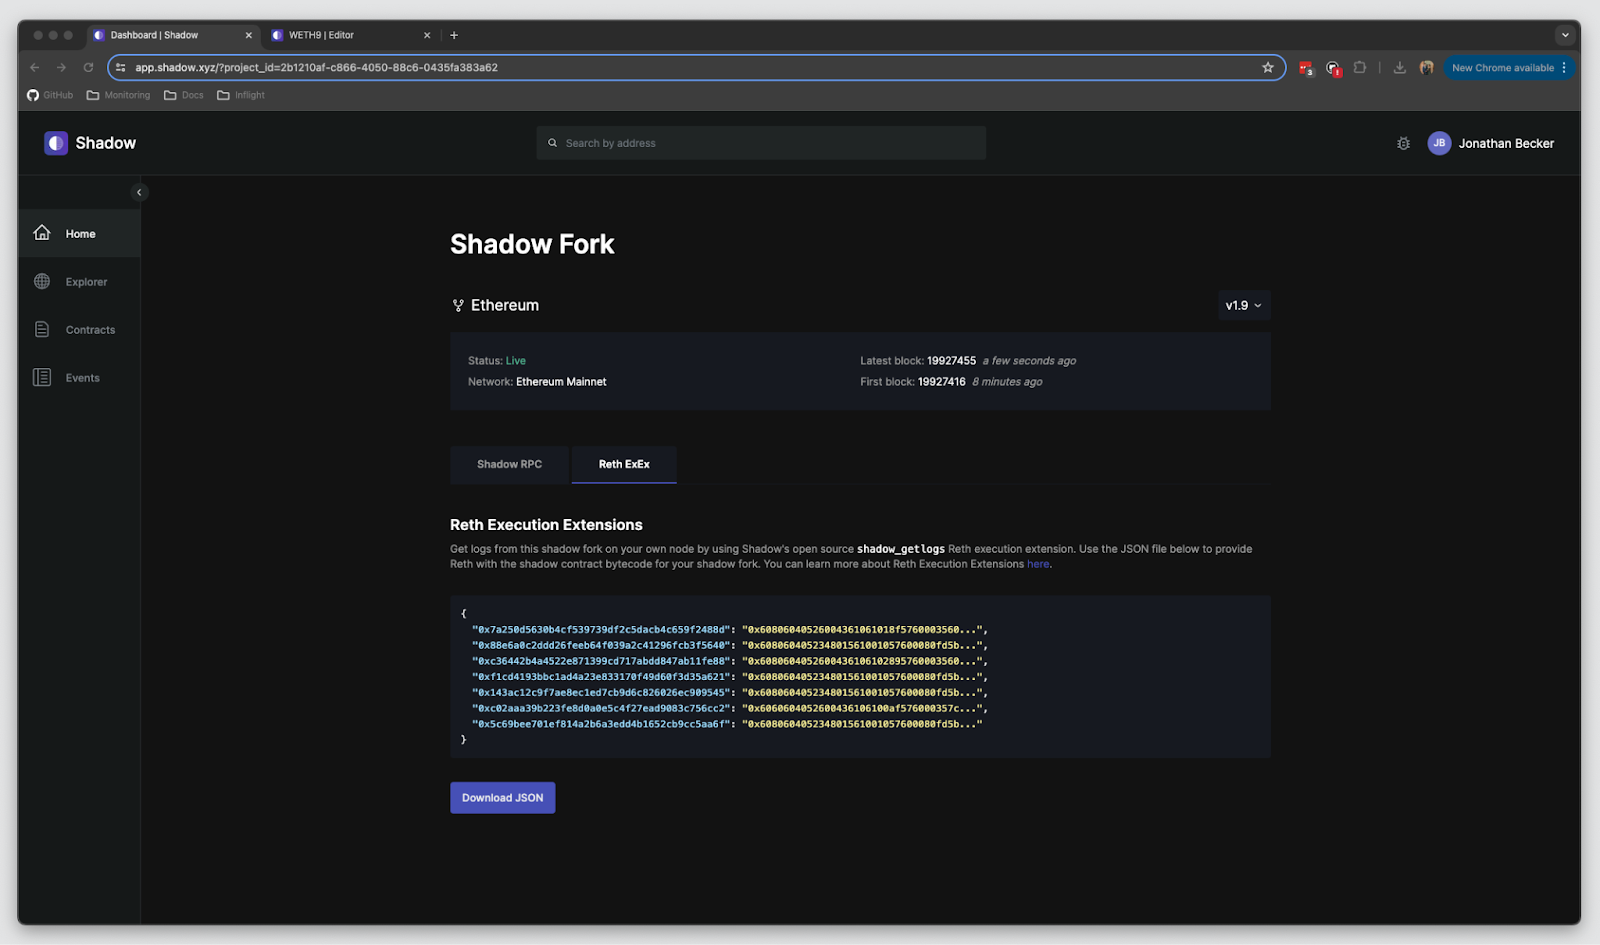 Dashboard | Shadow
WETH9 | Editor
app.shadow.xyz/?project_id=2b1210af-c866-4050-88c6-0435fa383a62
3
New Chrome available
GitHub
Monitoring
Docs
Inflight
Shadow
Search by address
JB
Jonathan Becker
Home
Explorer
Contracts
Events
Shadow Fork
Ethereum
v1.9
Status: Live
Latest block: 19927455 a few seconds ago
Network: Ethereum Mainnet
First block: 19927416 8 minutes ago
Shadow RPC
Reth ExEx
Reth Execution Extensions
Get logs from this shadow fork on your own node by using Shadow's open source shadow_getlogs Reth execution extension. Use the JSON file below to provide
Reth with the shadow contract bytecode for your shadow fork. You can learn more about Reth Execution Extensions here.
{
"0x7a250d5630b4cf539739df2c5dacb4c659f2488d": "0x60806040526004361061018f5760003560...",
"0x88e6a0c2ddd26feeb64f039a2c41296fcb3f5640": "0x608060405234801561001057600080fd5b...",
"0xc36442b4a4522e871399cd717abdd847ab11fe88": "0x608060405260043610610289576000 3560...",
"0xf1cd4193bbc1ad4a23e833170f49d60f3d35a621": "0x608060405234801561001057600080fd5b...",
"0x143ac12c9f7ae8ec1ed7cb9d6c826026ec909545": "0x608060405234801561001057600080fd5b...",
"0xc02aaa39b223fe8d0a0e5c4f27ead9083c756cc2": "0x6060604052600436106100af576000357c...",
"0x5c69bee701ef814a2b6a3edd4b1652cb9cc5aa6f": "0x608060405234801561001057600080fd5b..."
}
Download JSON